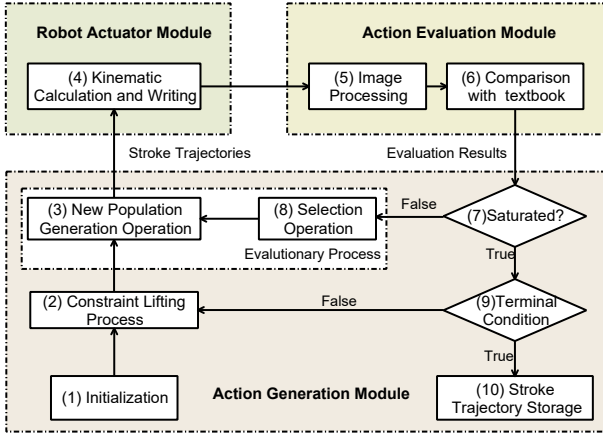 Robot Actuator Module
(4) Kinematic
Calculation and Writing
Action Evaluation Module
(5) Image
Processing
(6) Comparison
with textbook
Stroke Trajectories
Evaluation Results
(3) New Population
Generation Operation
(8) Selection
Operation
False
(7)Saturated?
Evalutionary Process
True
(2) Constraint Lifting
Process
False
(9)Terminal
Condition
True
(1) Initialization
Action Generation Module
(10) Stroke
Trajectory Storage